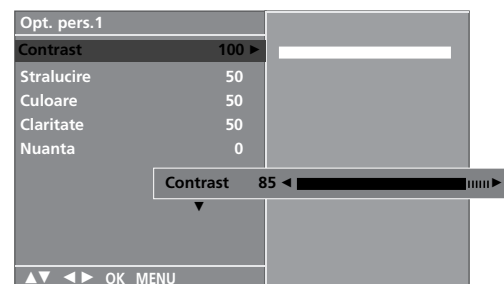 Opt. pers.1
Contrast 100 ►
Stralucire 50
Culoare 50
Claritate 50
Nuanta 0
Contrast 85 ◄ ►
▼
▲▼ ◄► OK MENU